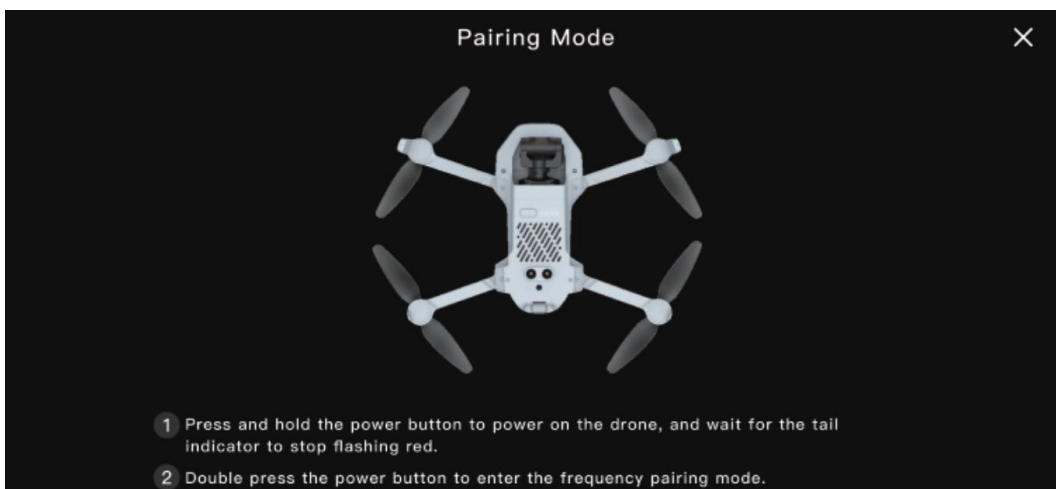 Pairing Mode
1 Press and hold the power button to power on the drone, and wait for the tail
indicator to stop flashing red.
2 Double press the power button to enter the frequency pairing mode.